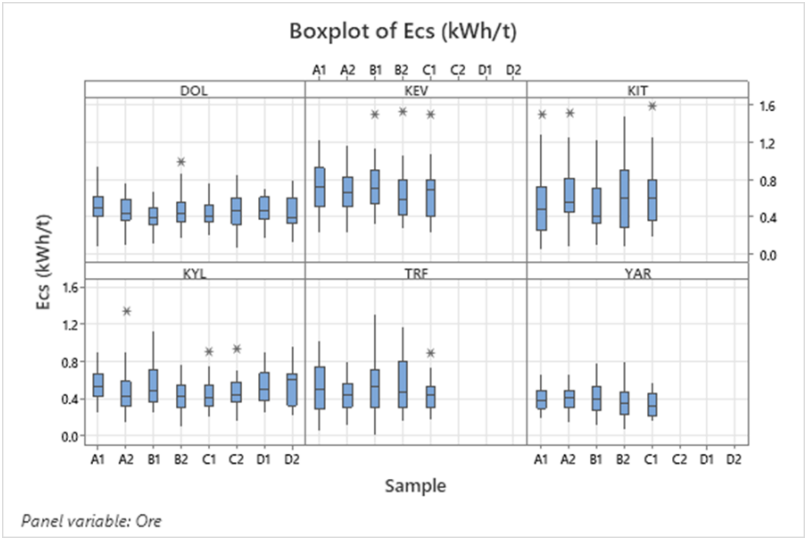 Boxplot of Ecs (kWh/t)
A1 A2 B1 B2 C1 C2 D1 D2
DOL KEV KIT
1.6
1.2
0.8
0.4
0.0
KYL TRF YAR
1.6
1.2
0.8
0.4
0.0
Ecs (kWh/t)
A1 A2 B1 B2 C1 C2 D1 D2 A1 A2 B1 B2 C1 C2 D1 D2
Sample
Panel variable: Ore